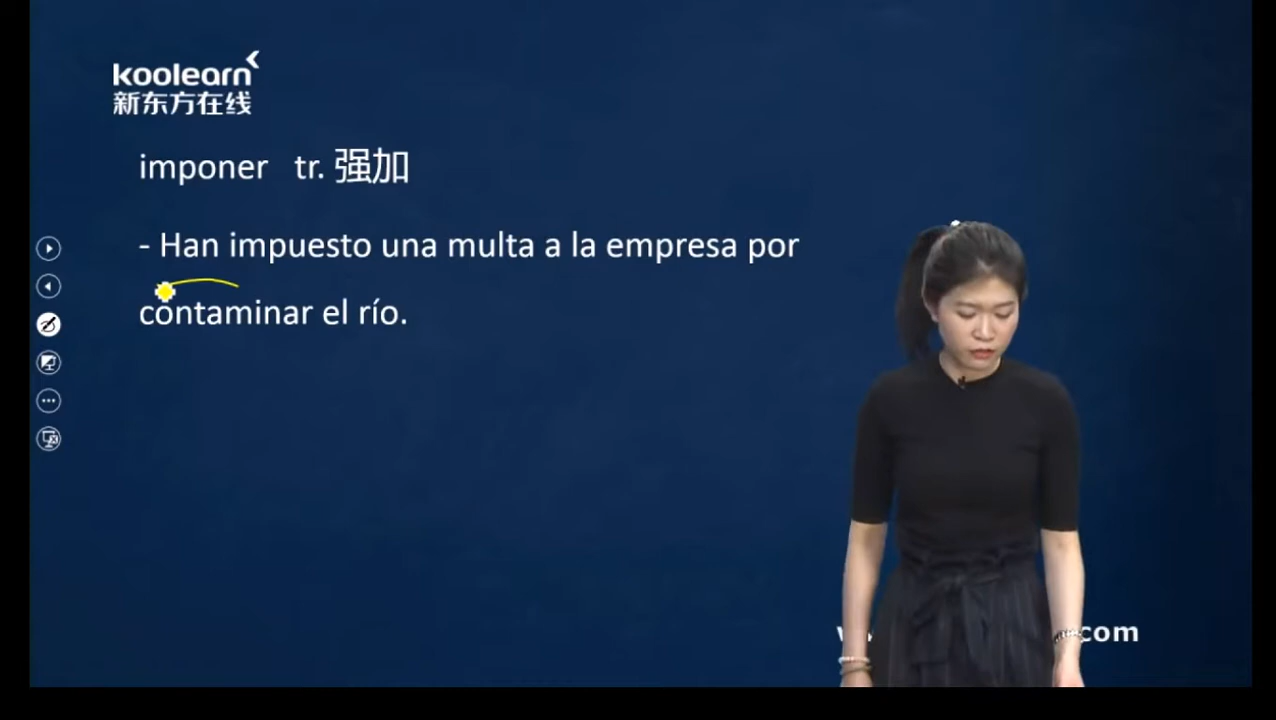 koolearn
新东方在线
imponer tr. 强加
- Han impuesto una multa a la empresa por
contaminar el río.
com